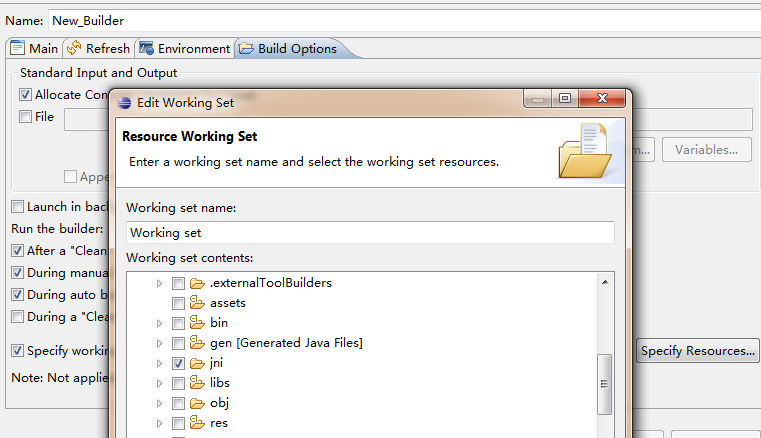 Name: New_Builder
Main Refresh Environment Build Options
Standard Input and Output
Allocate Con
Edit Working Set
File
Resource Working Set
Enter a working set name and select the working set resources.
Variables...
Appe
Launch in back
Working set name:
Run the builder:
Working set
After a "Clean
Working set contents:
During manua
.externalToolBuilders
During auto b
assets
During a "Clea
bin
gen [Generated Java Files]
Specify workin
Specify Resources...
jni
Note: Not applie
libs
obj
res